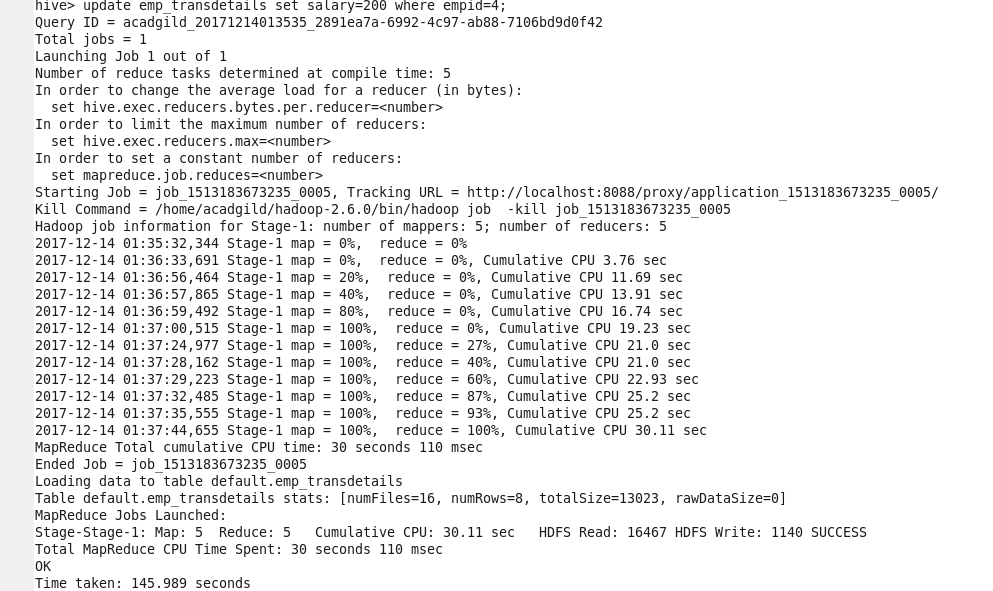 hive> update emp_transdetails set salary=200 where empid=4;
Query ID = acadgild_20171214013535_2891ea7a-6992-4c97-ab88-7106bd9d0f42
Total jobs = 1
Launching Job 1 out of 1
Number of reduce tasks determined at compile time: 5
In order to change the average load for a reducer (in bytes):
  set hive.exec.reducers.bytes.per.reducer=<number>
In order to limit the maximum number of reducers:
  set hive.exec.reducers.max=<number>
In order to set a constant number of reducers:
  set mapreduce.job.reduces=<number>
Starting Job = job_1513183673235_0005, Tracking URL = http://localhost:8088/proxy/application_1513183673235_0005/
Kill Command = /home/acadgild/hadoop-2.6.0/bin/hadoop job  -kill job_1513183673235_0005
Hadoop job information for Stage-1: number of mappers: 5; number of reducers: 5
2017-12-14 01:35:32,344 Stage-1 map = 0%,  reduce = 0%
2017-12-14 01:36:33,691 Stage-1 map = 0%,  reduce = 0%, Cumulative CPU 3.76 sec
2017-12-14 01:36:56,464 Stage-1 map = 20%,  reduce = 0%, Cumulative CPU 11.69 sec
2017-12-14 01:36:57,865 Stage-1 map = 40%,  reduce = 0%, Cumulative CPU 13.91 sec
2017-12-14 01:36:59,492 Stage-1 map = 80%,  reduce = 0%, Cumulative CPU 16.74 sec
2017-12-14 01:37:00,515 Stage-1 map = 100%,  reduce = 0%, Cumulative CPU 19.23 sec
2017-12-14 01:37:24,977 Stage-1 map = 100%,  reduce = 27%, Cumulative CPU 21.0 sec
2017-12-14 01:37:28,162 Stage-1 map = 100%,  reduce = 40%, Cumulative CPU 21.0 sec
2017-12-14 01:37:29,223 Stage-1 map = 100%,  reduce = 60%, Cumulative CPU 22.93 sec
2017-12-14 01:37:32,485 Stage-1 map = 100%,  reduce = 87%, Cumulative CPU 25.2 sec
2017-12-14 01:37:35,555 Stage-1 map = 100%,  reduce = 93%, Cumulative CPU 25.2 sec
2017-12-14 01:37:44,655 Stage-1 map = 100%,  reduce = 100%, Cumulative CPU 30.11 sec
MapReduce Total cumulative CPU time: 30 seconds 110 msec
Ended Job = job_1513183673235_0005
Loading data to table default.emp_transdetails
Table default.emp_transdetails stats: [numFiles=16, numRows=8, totalSize=13023, rawDataSize=0]
MapReduce Jobs Launched:
Stage-Stage-1: Map: 5  Reduce: 5   Cumulative CPU: 30.11 sec   HDFS Read: 16467 HDFS Write: 1140 SUCCESS
Total MapReduce CPU Time Spent: 30 seconds 110 msec
OK
Time taken: 145.989 seconds